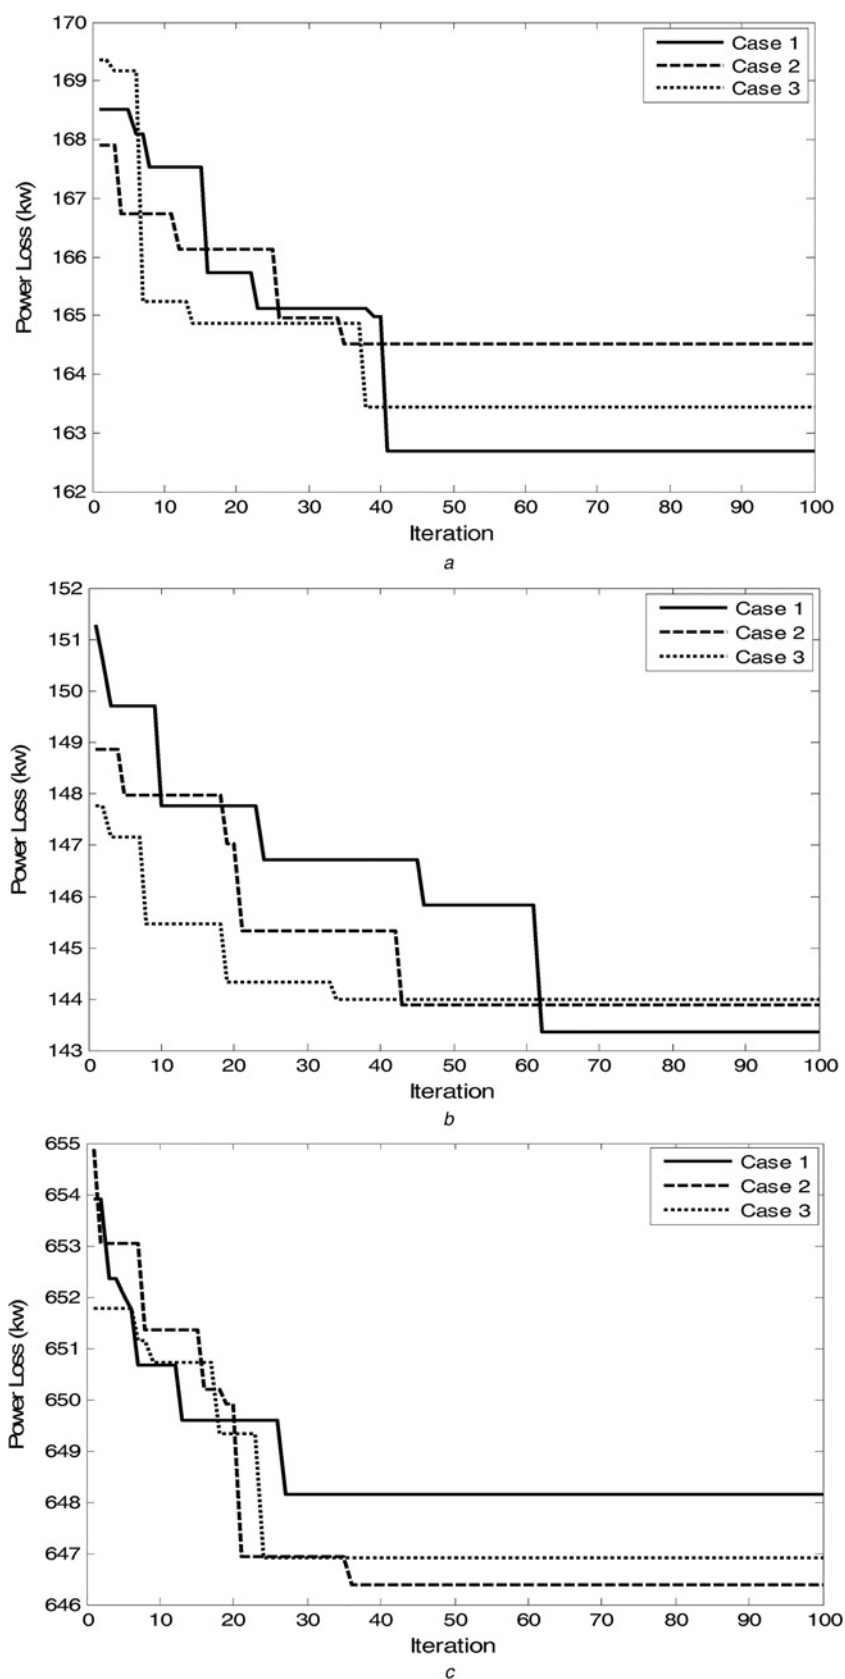 170
169
168
167
166
165
164
163
162
Power Loss (kw)
Case 1
Case 2
Case 3
0 10 20 30 40 50 60 70 80 90 100
Iteration
a
152
151
150
149
148
147
146
145
144
143
Power Loss (kw)
Case 1
Case 2
Case 3
0 10 20 30 40 50 60 70 80 90 100
Iteration
b
655
654
653
652
651
650
649
648
647
646
Power Loss (kw)
Case 1
Case 2
Case 3
0 10 20 30 40 50 60 70 80 90 100
Iteration
c